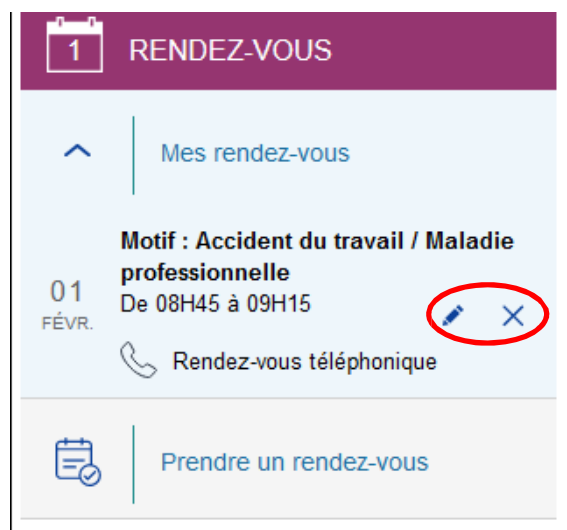 1 RENDEZ-VOUS
Mes rendez-vous
Motif : Accident du travail / Maladie
professionnelle
01
FÉVR.
De 08H45 à 09H15
Rendez-vous téléphonique
Prendre un rendez-vous